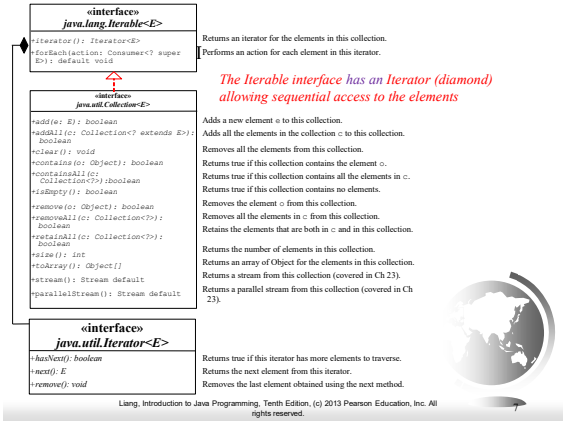 «interface»
java.lang.Iterable<E>
+iterator(): Iterator<E>
Returns an iterator for the elements in this collection.
+forEach(action: Consumer<? super
E>): default void
Performs an action for each element in this iterator.
The Iterable interface has an Iterator (diamond)
allowing sequential access to the elements
«interface»
java.util.Collection<E>
+add(e: E): boolean
Adds a new element e to this collection.
+addAll(c: Collection<? extends E>):
boolean
Adds all the elements in the collection c to this collection.
+clear(): void
Removes all the elements from this collection.
+contains(o: Object): boolean
Returns true if this collection contains the element o.
+containsAll(c:
Collection<?>):boolean
Returns true if this collection contains all the elements in c.
+isEmpty(): boolean
Returns true if this collection contains no elements.
+remove(o: Object): boolean
Removes the element o from this collection.
+removeAll(c: Collection<?>):
boolean
Removes all the elements in c from this collection.
+retainAll(c: Collection<?>):
boolean
Retains the elements that are both in c and in this collection.
+size(): int
Returns the number of elements in this collection.
+toArray(): Object[]
Returns an array of Object for the elements in this collection.
+stream(): Stream default
Returns a stream from this collection (covered in Ch 23).
+parallelStream(): Stream default
Returns a parallel stream from this collection (covered in Ch
23).
«interface»
java.util.Iterator<E>
+hasNext(): boolean
Returns true if this iterator has more elements to traverse.
+next(): E
Returns the next element from this iterator.
+remove(): void
Removes the last element obtained using the next method.
Liang, Introduction to Java Programming, Tenth Edition, (c) 2013 Pearson Education, Inc. All
rights reserved.
7